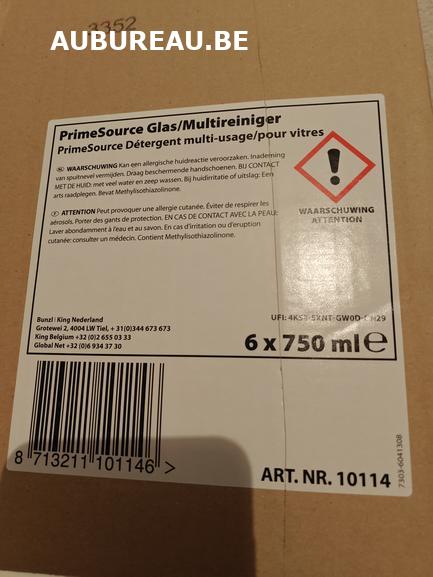 3352
AUBUREAU.BE
PrimeSource Glas/Multireiniger
PrimeSource Détergent multi-usage/pour vitres
WAARSCHUWING Kan een allergische huidreactie veroorzaken. Inademing
van spuitnevel vermijden. Draag beschermende handschoenen. BIJ CONTACT
MET DE HUID: met veel water en zeep wassen. Bij huidirritatie of uitslag: Een
arts raadplegen. Bevat Methylisothiazolinone.
ATTENTION Peut provoquer une allergie cutanée. Éviter de respirer les
aérosols. Porter des gants de protection. EN CAS DE CONTACT AVEC LA PEAU:
Laver abondamment à l'eau et au savon. En cas d'irritation ou d'éruption
cutanée: consulter un médecin. Contient Methylisothiazolinone.
WAARSCHUWING
ATTENTION
Bunzl | King Nederland
Grotewei 2, 4004 LW Tiel, + 31(0)344 673 673
King Belgium +32 (0)2 655 03 33
Global Net +32 (0)6 934 37 30
UFI:
6 x 750 ml e
8 713211 101146 >
ART. NR. 10114
7303-6041308